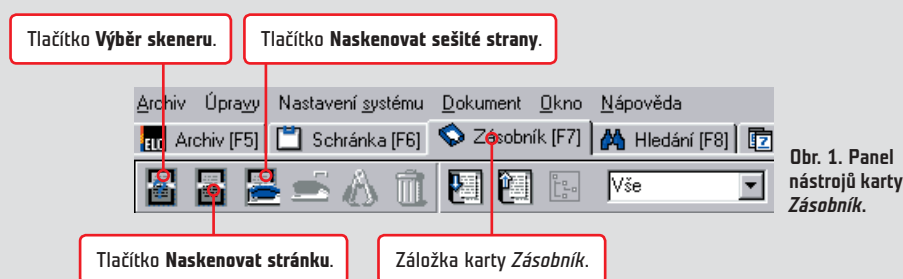 Tlačítko Výběr skeneru.
Tlačítko Naskenovat sešité strany.
Archiv Úpravy Nastavení systému Dokument Okno Nápověda
ELO Archiv [F5] Schránka [F6] Zásobník [F7] Hledání [F8]
Vše
Obr. 1. Panel
nástrojů karty
Zásobník.
Tlačítko Naskenovat stránku.
Záložka karty Zásobník.